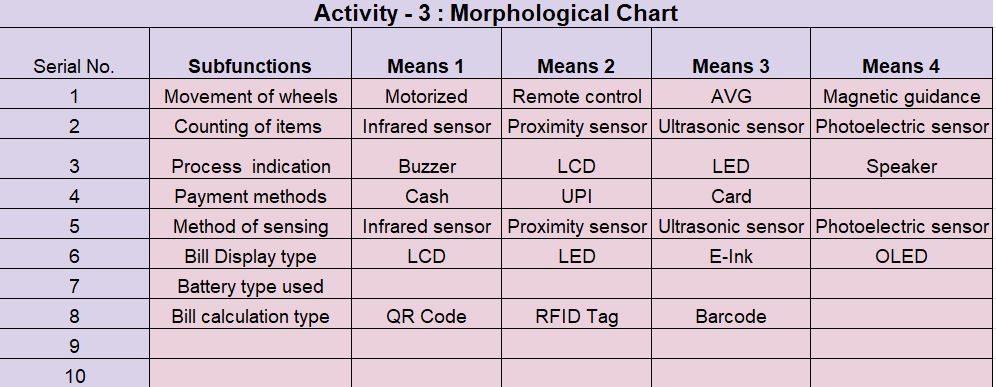 Activity - 3 : Morphological Chart
Serial No. Subfunctions Means 1 Means 2 Means 3 Means 4
1 Movement of wheels Motorized Remote control AVG Magnetic guidance
2 Counting of items Infrared sensor Proximity sensor Ultrasonic sensor Photoelectric sensor
3 Process indication Buzzer LCD LED Speaker
4 Payment methods Cash UPI Card
5 Method of sensing Infrared sensor Proximity sensor Ultrasonic sensor Photoelectric sensor
6 Bill Display type LCD LED E-Ink OLED
7 Battery type used
8 Bill calculation type QR Code RFID Tag Barcode
9
10